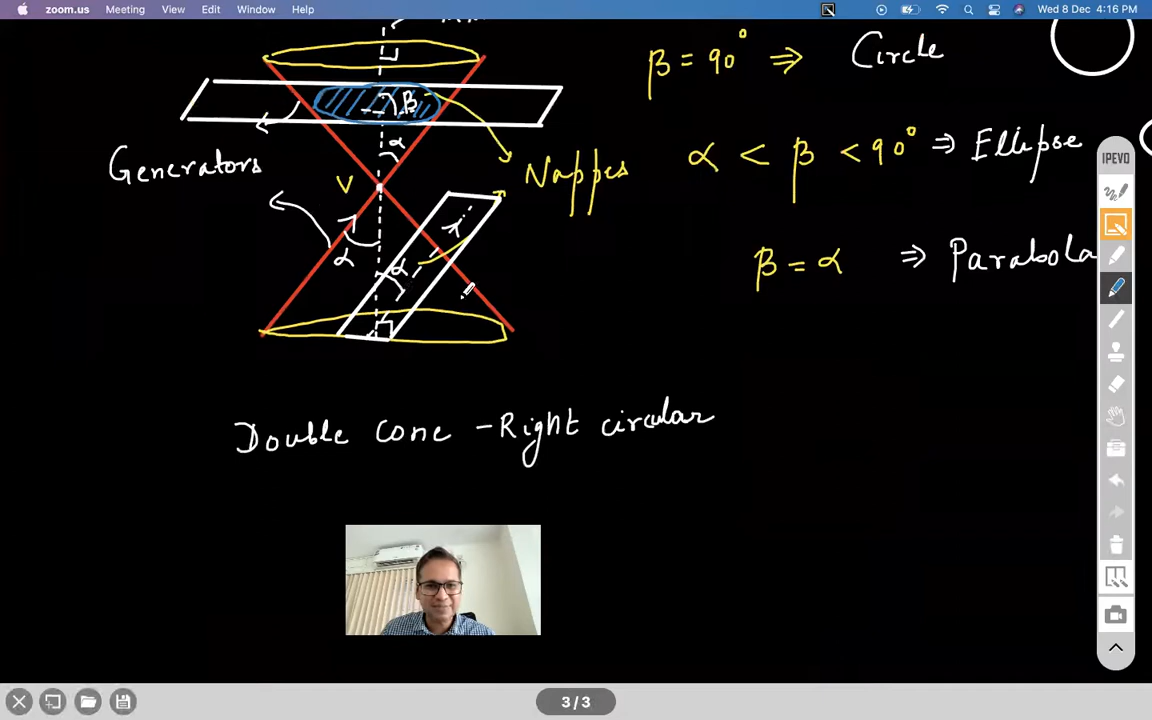 zoom.us Meeting View Edit Window Help Wed 8 Dec 4:16 PM
β = 90° ⇒ Circle
β
α
α < β < 90° ⇒ Ellipse
Generators
V
Nappes
α
α
β = α ⇒ Parabola
Double cone - Right circular
IPEVO
3/3